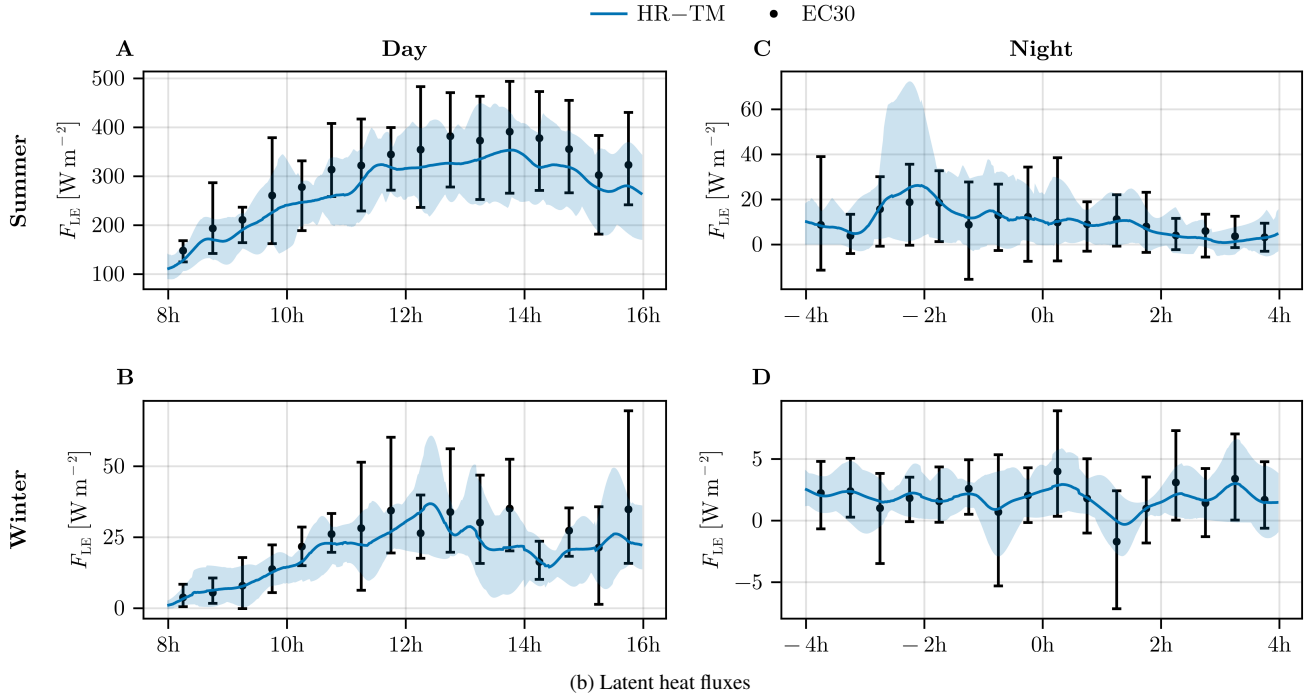 HR−TM EC30
A Day
C Night
Summer
F_LE [W m⁻²]
500
400
300
200
100
8h 10h 12h 14h 16h
F_LE [W m⁻²]
60
40
20
0
−4h −2h 0h 2h 4h
B
D
Winter
F_LE [W m⁻²]
50
25
0
8h 10h 12h 14h 16h
F_LE [W m⁻²]
5
0
−5
−4h −2h 0h 2h 4h
(b) Latent heat fluxes